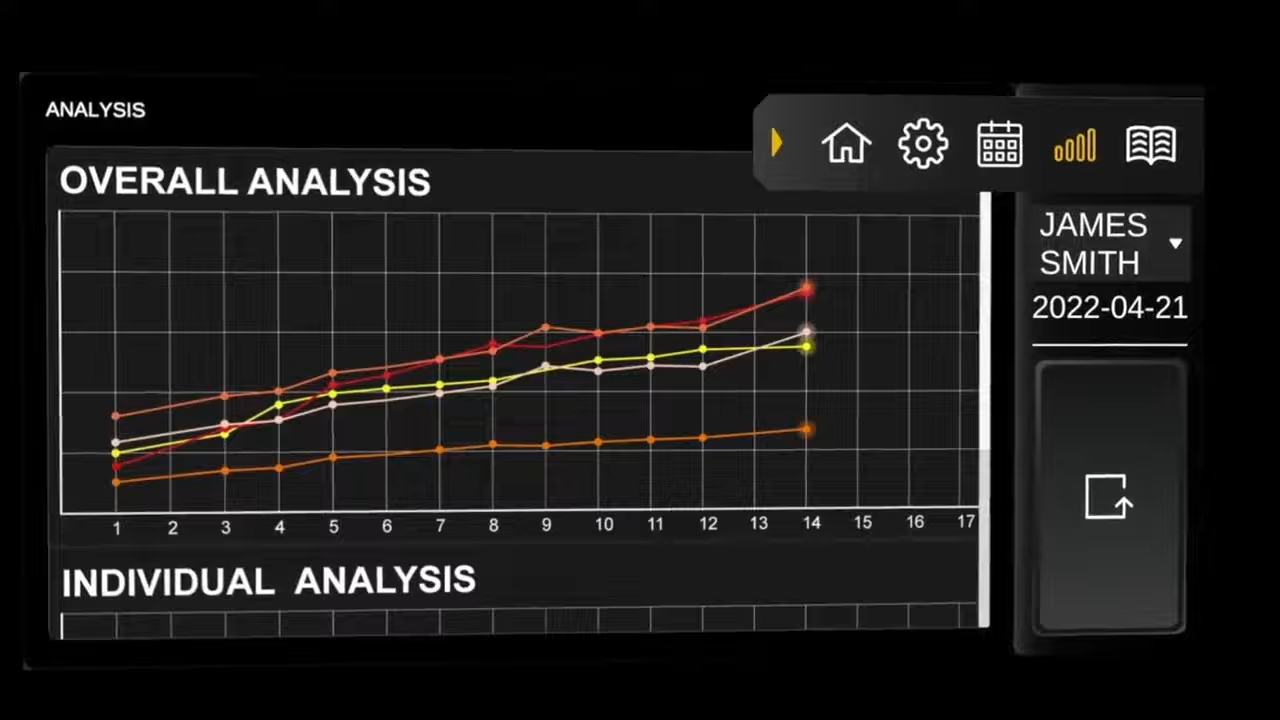 ANALYSIS
OVERALL ANALYSIS
JAMES
SMITH
2022-04-21
1 2 3 4 5 6 7 8 9 10 11 12 13 14 15 16 17
INDIVIDUAL ANALYSIS